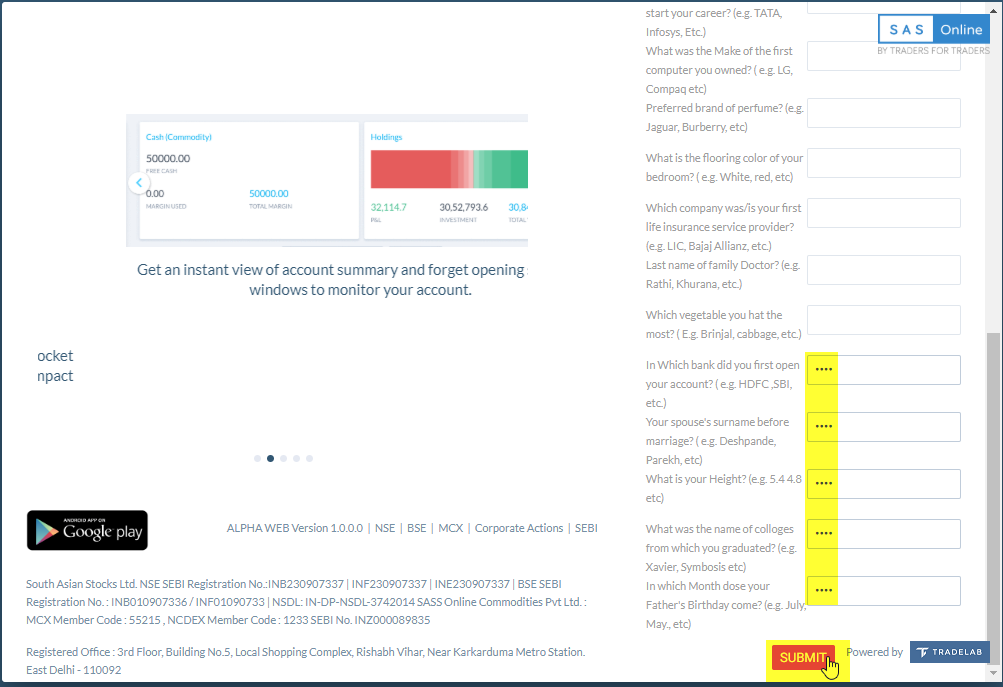 start your career? (e.g. TATA,
Infosys, Etc.)
SAS Online
BY TRADERS FOR TRADERS
What was the Make of the first
computer you owned? ( e.g. LG,
Compaq etc)
Preferred brand of perfume? (e.g.
Jaguar, Burberry, etc)
What is the flooring color of your
bedroom? ( e.g. White, red, etc)
Which company was/is your first
life insurance service provider?
(e.g. LIC, Bajaj Allianz, etc.)
Last name of family Doctor? (e.g.
Rathi, Khurana, etc.)
Which vegetable you hat the
most? ( E.g. Brinjal, cabbage, etc.)
In Which bank did you first open
your account? ( e.g. HDFC ,SBI,
etc.)
Your spouse's surname before
marriage? ( e.g. Deshpande,
Parekh, etc)
What is your Height? (e.g. 5.4 4.8
etc)
What was the name of colloges
from which you graduated? (e.g.
Xavier, Symbosis etc)
In which Month dose your
Father's Birthday come? (e.g. July,
May., etc)
SUBMIT
Powered by TRADELAB
Cash (Commodity)
50000.00
FREE CASH
0.00 50000.00
MARGIN USED TOTAL MARGIN
Holdings
32,114.7 30,52,793.6 30,8
P&L INVESTMENT TOTAL
Get an instant view of account summary and forget opening
windows to monitor your account.
ocket
mpact
ANDROID APP ON
Google play
ALPHA WEB Version 1.0.0.0 | NSE | BSE | MCX | Corporate Actions | SEBI
South Asian Stocks Ltd. NSE SEBI Registration No.:INB230907337 | INF230907337 | INE230907337 | BSE SEBI
Registration No. : INB010907336 / INF01090733 | NSDL: IN-DP-NSDL-3742014 SASS Online Commodities Pvt Ltd. :
MCX Member Code : 55215 , NCDEX Member Code : 1233 SEBI No. INZ000089835
Registered Office : 3rd Floor, Building No.5, Local Shopping Complex, Rishabh Vihar, Near Karkarduma Metro Station.
East Delhi - 110092